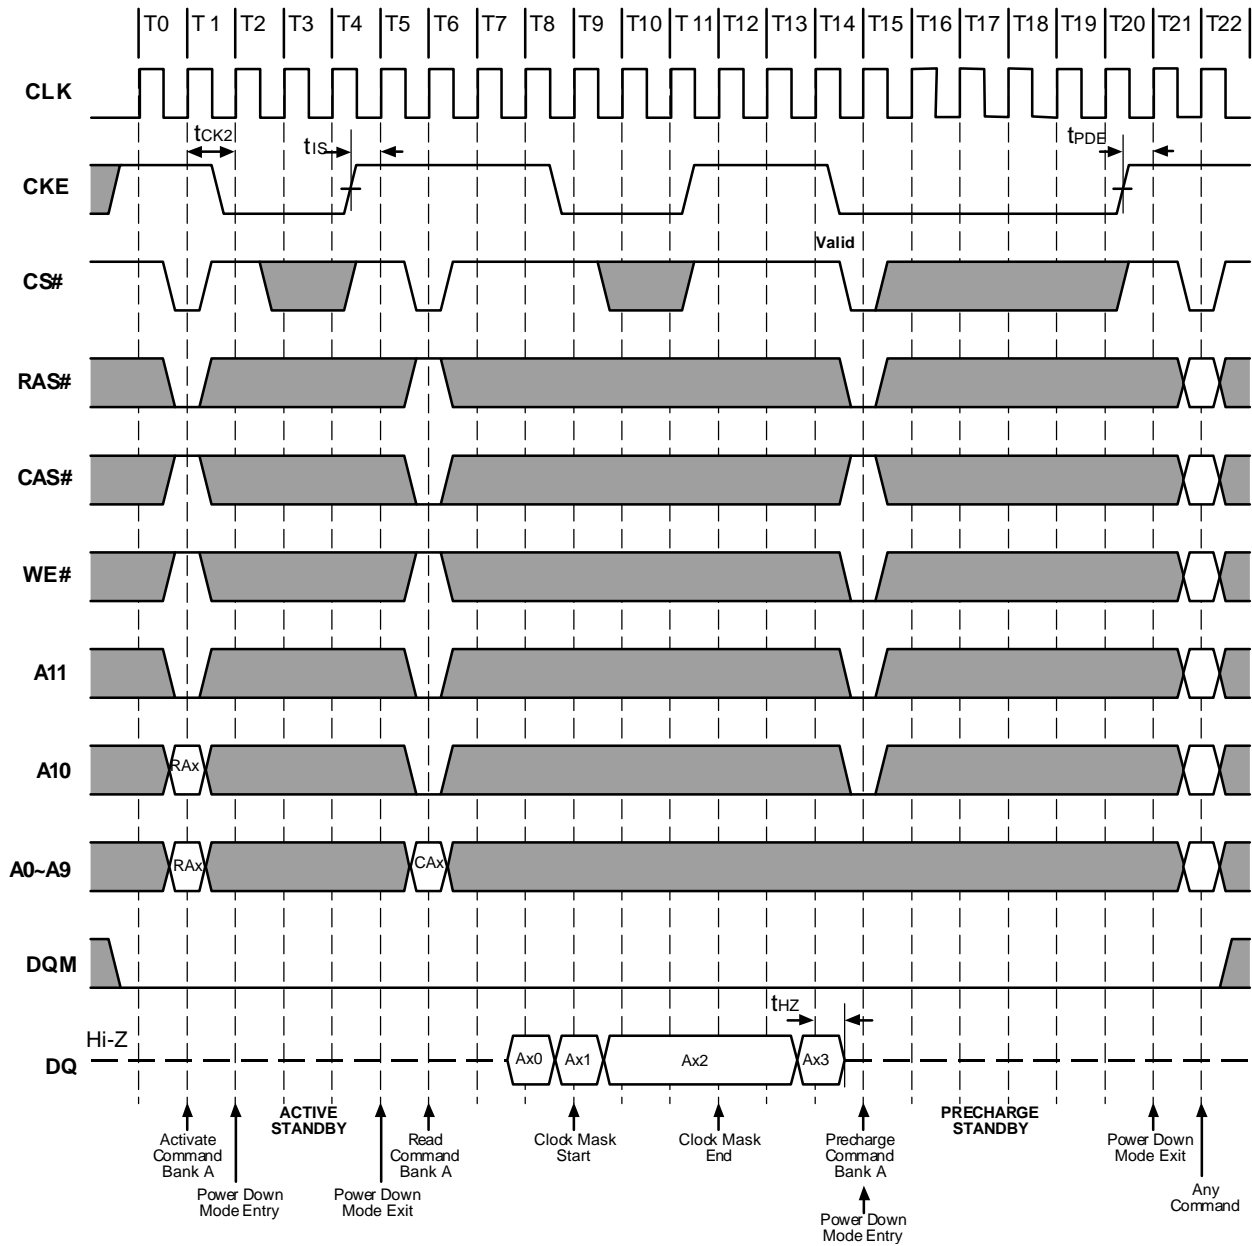 T0 T 1 T2 T3 T4 T5 T6 T7 T8 T9 T10 T 11 T12 T13 T14 T15 T16 T17 T18 T19 T20 T21 T22
CLK
tCK2
tIS
tPDE
CKE
Valid
CS#
RAS#
CAS#
WE#
A11
A10
RAx
A0~A9
RAx
CAx
DQM
tHZ
Hi-Z
DQ
Ax0
Ax1
Ax2
Ax3
ACTIVE
STANDBY
PRECHARGE
STANDBY
Activate
Command
Bank A
Power Down
Mode Entry
Power Down
Mode Exit
Read
Command
Bank A
Clock Mask
Start
Clock Mask
End
Precharge
Command
Bank A
Power Down
Mode Entry
Power Down
Mode Exit
Any
Command